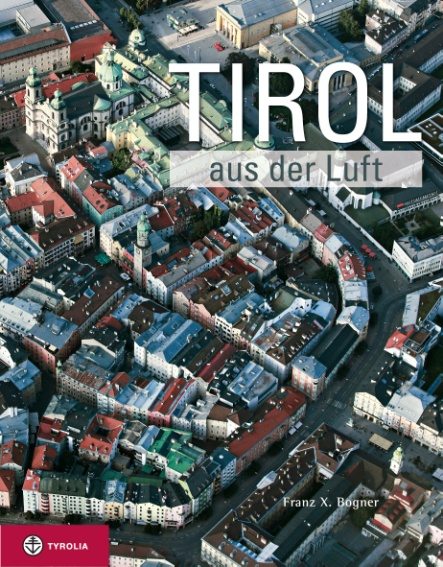 TIROL
aus der Luft
Franz X. Bogner
TYROLIA